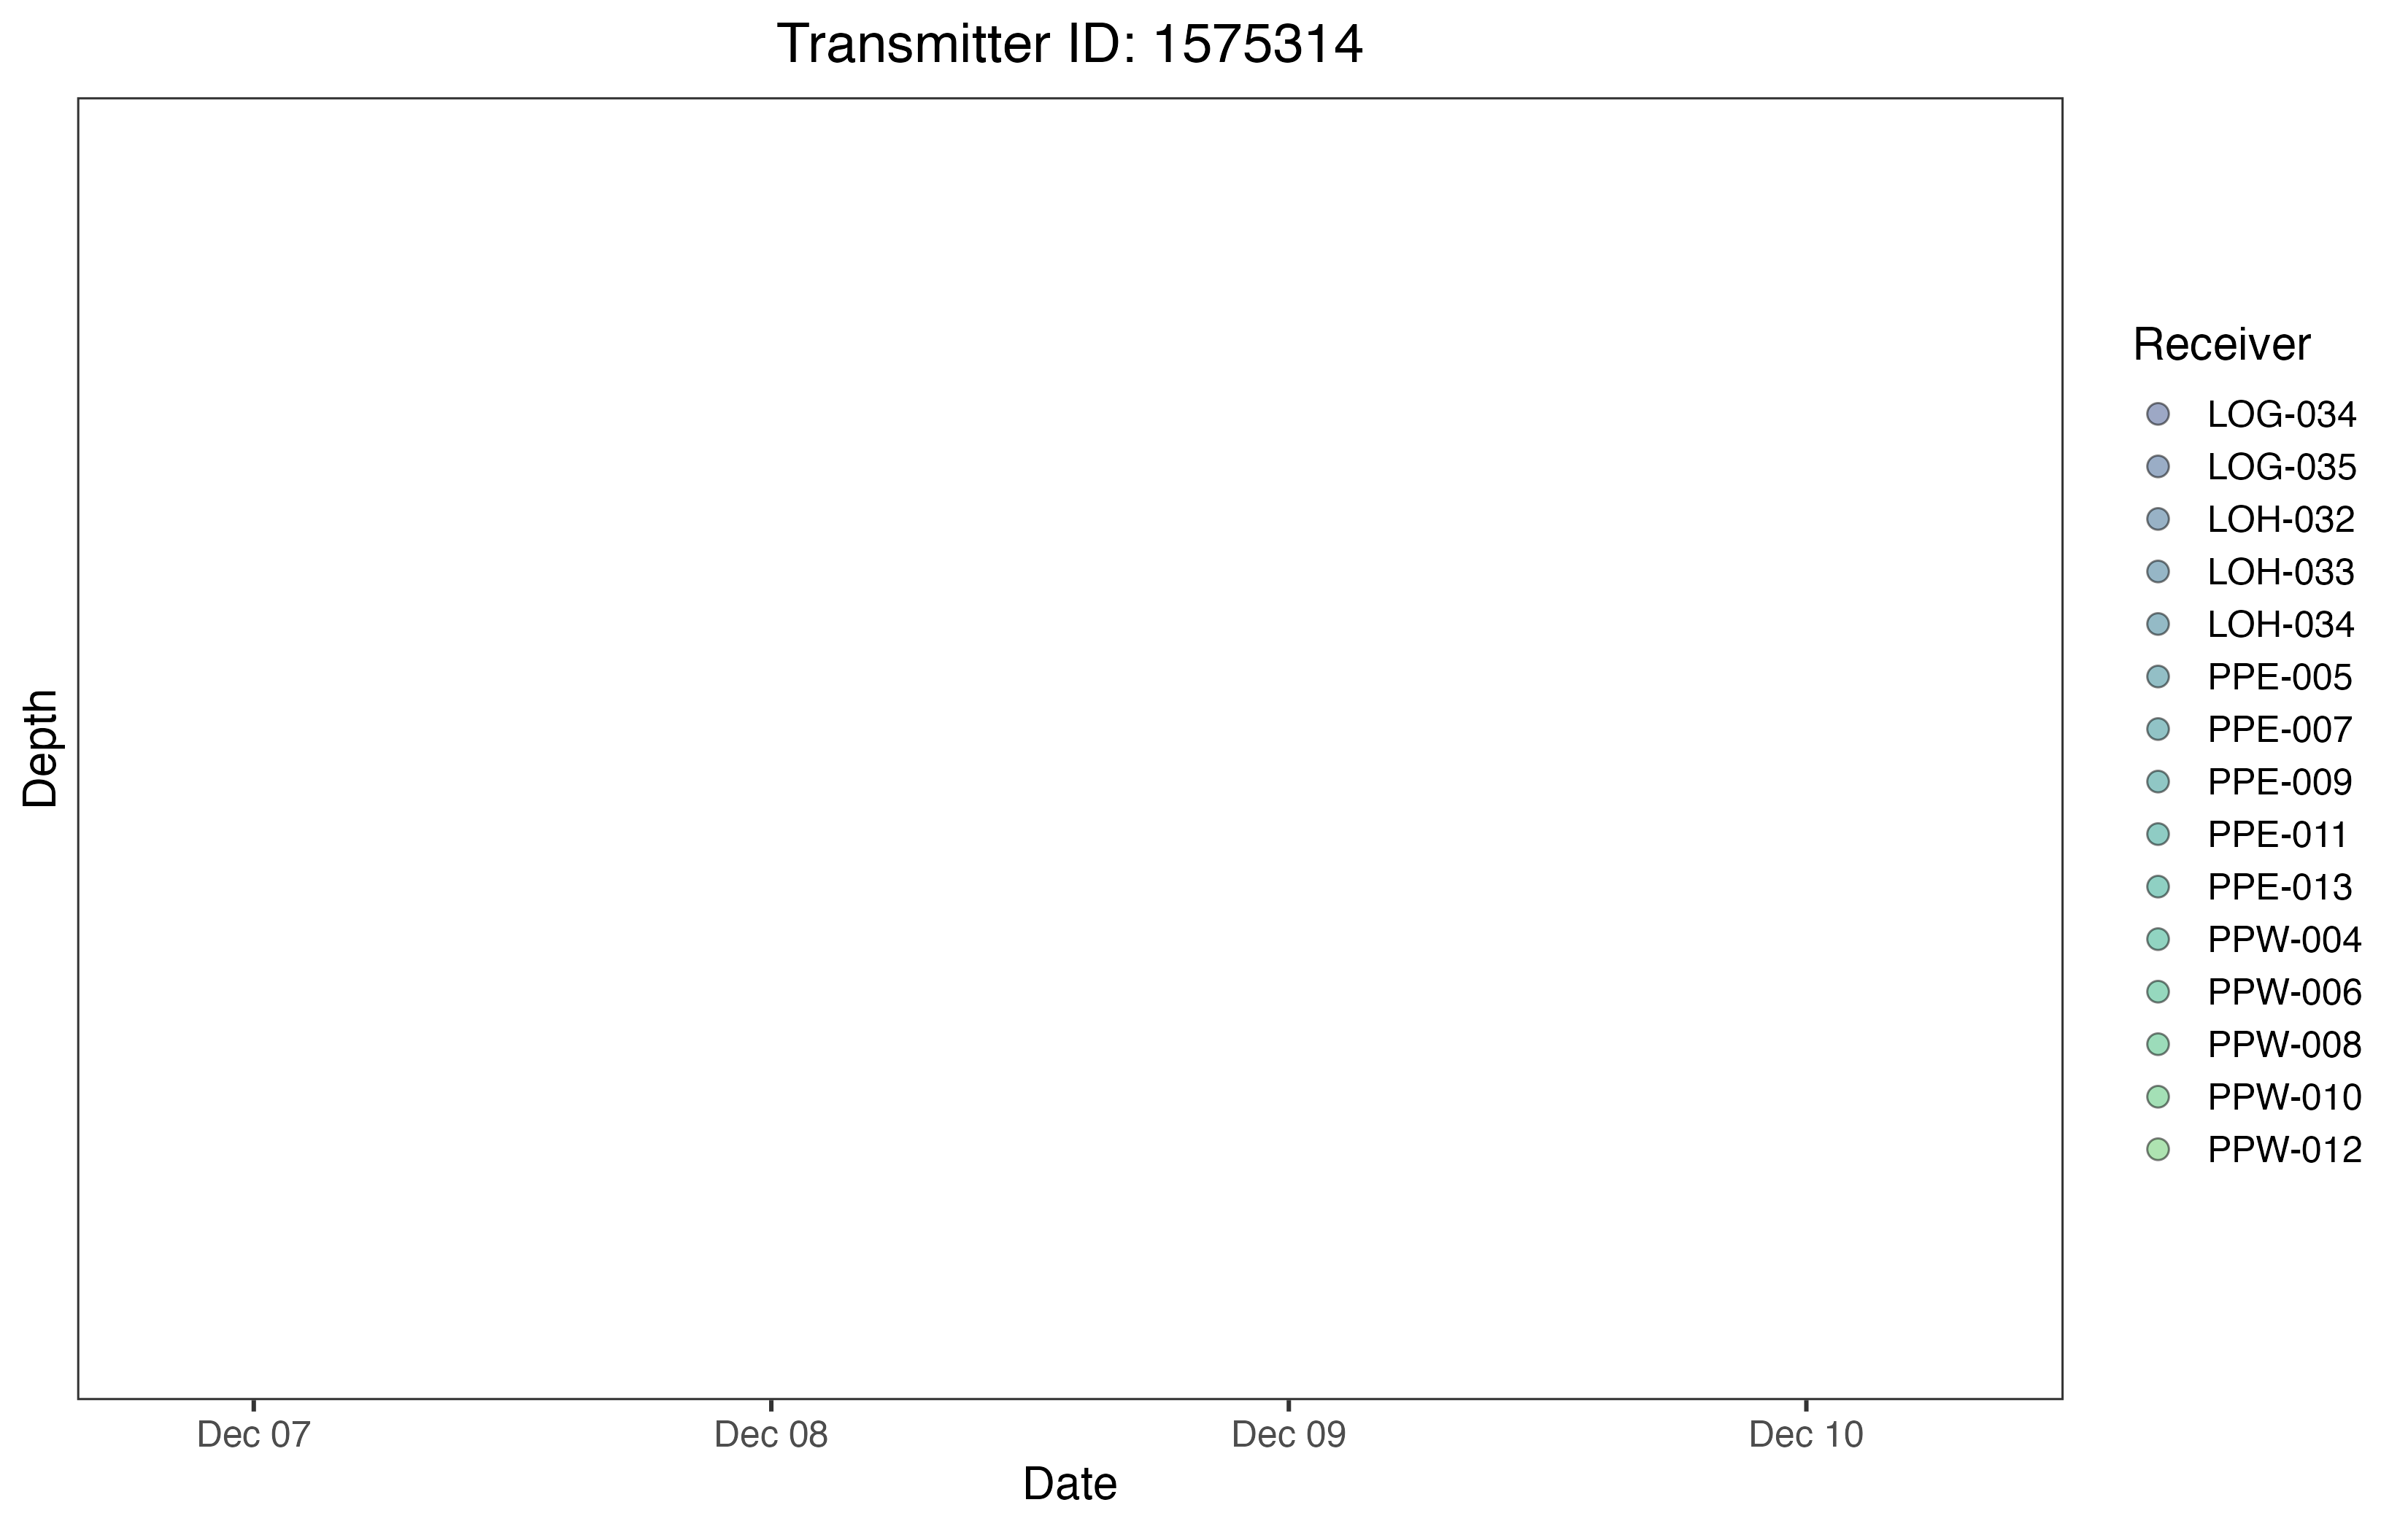 Transmitter ID: 1575314
Depth
Dec 07
Dec 08
Dec 09
Dec 10
Date
Receiver
LOG-034
LOG-035
LOH-032
LOH-033
LOH-034
PPE-005
PPE-007
PPE-009
PPE-011
PPE-013
PPW-004
PPW-006
PPW-008
PPW-010
PPW-012